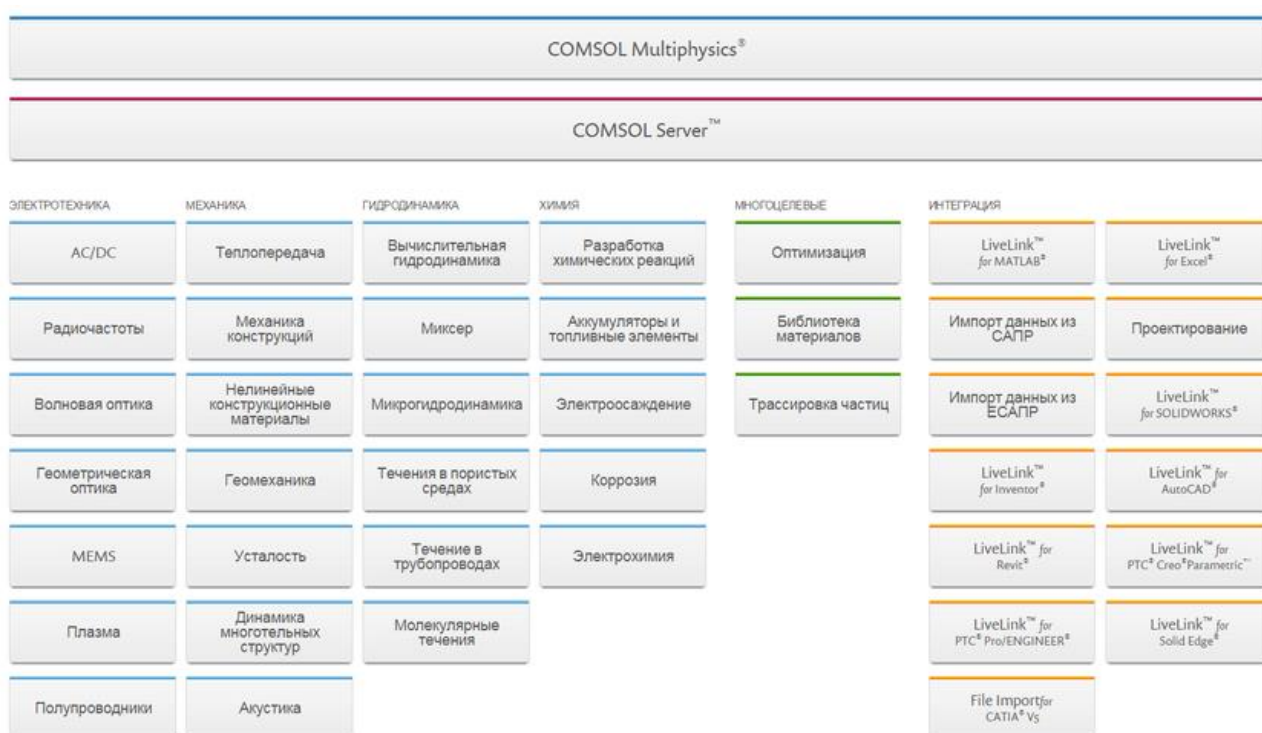 COMSOL Multiphysics®
COMSOL Server™
ЭЛЕКТРОТЕХНИКА
AC/DC
Радиочастоты
Волновая оптика
Геометрическая
оптика
MEMS
Плазма
Полупроводники
МЕХАНИКА
Теплопередача
Механика
конструкций
Нелинейные
конструкционные
материалы
Геомеханика
Усталость
Динамика
многотельных
структур
Акустика
ГИДРОДИНАМИКА
Вычислительная
гидродинамика
Миксер
Микрогидродинамика
Течения в пористых
средах
Течение в
трубопроводах
Молекулярные
течения
ХИМИЯ
Разработка
химических реакций
Аккумуляторы и
топливные элементы
Электроосаждение
Коррозия
Электрохимия
МНОГОЦЕЛЕВЫЕ
Оптимизация
Библиотека
материалов
Трассировка частиц
ИНТЕГРАЦИЯ
LiveLink™
for MATLAB®
LiveLink™
for Excel®
Импорт данных из
САПР
Проектирование
Импорт данных из
ЕСАПР
LiveLink™
for SOLIDWORKS®
LiveLink™
for Inventor®
LiveLink™ for
AutoCAD®
LiveLink™ for
Revit®
LiveLink™ for
PTC® Creo®Parametric™
LiveLink™ for
PTC® Pro/ENGINEER®
LiveLink™ for
Solid Edge®
File Importfor
CATIA® V5